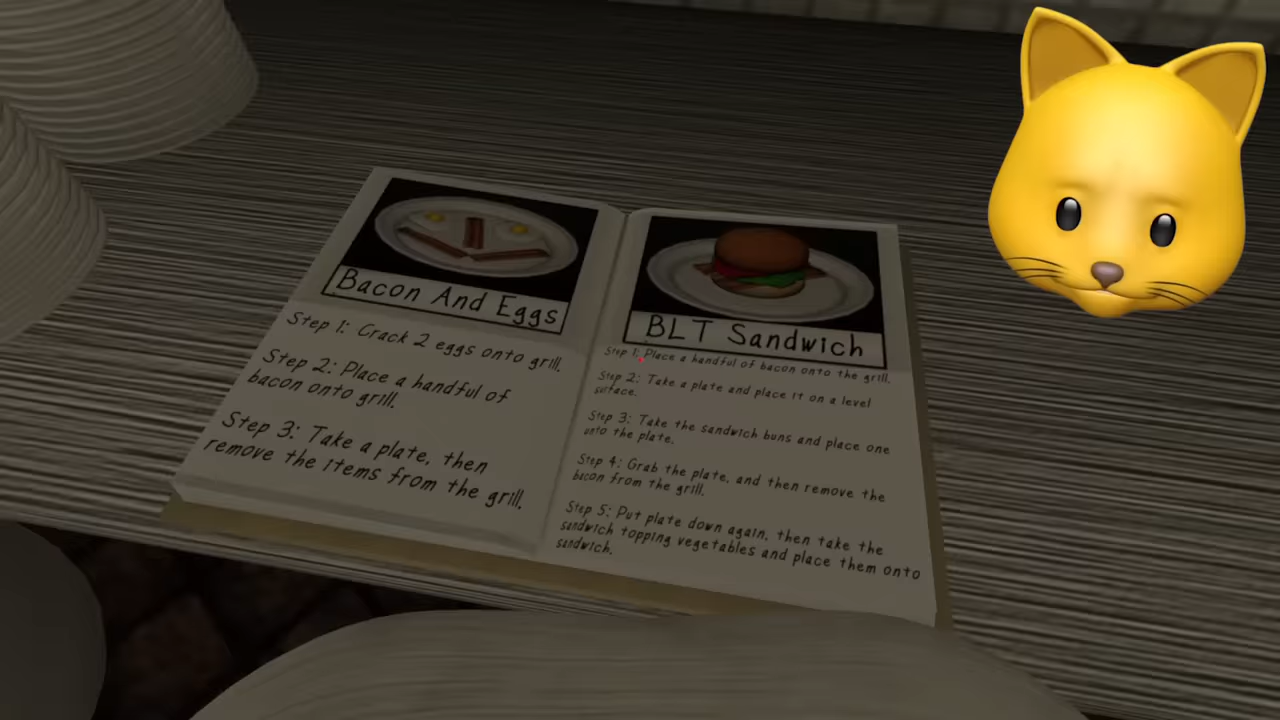 Bacon And Eggs
Step 1: Crack 2 eggs onto grill.
Step 2: Place a handful of
bacon onto grill.
Step 3: Take a plate, then
remove the items from the grill.
BLT Sandwich
Step 1: Place a handful of bacon onto the grill.
Step 2: Take a plate and place it on a level
surface.
Step 3: Take the sandwich buns and place one
onto the plate.
Step 4: Grab the plate, and then remove the
bacon from the grill.
Step 5: Put plate down again, then take the
sandwich topping vegetables and place them onto
sandwich.